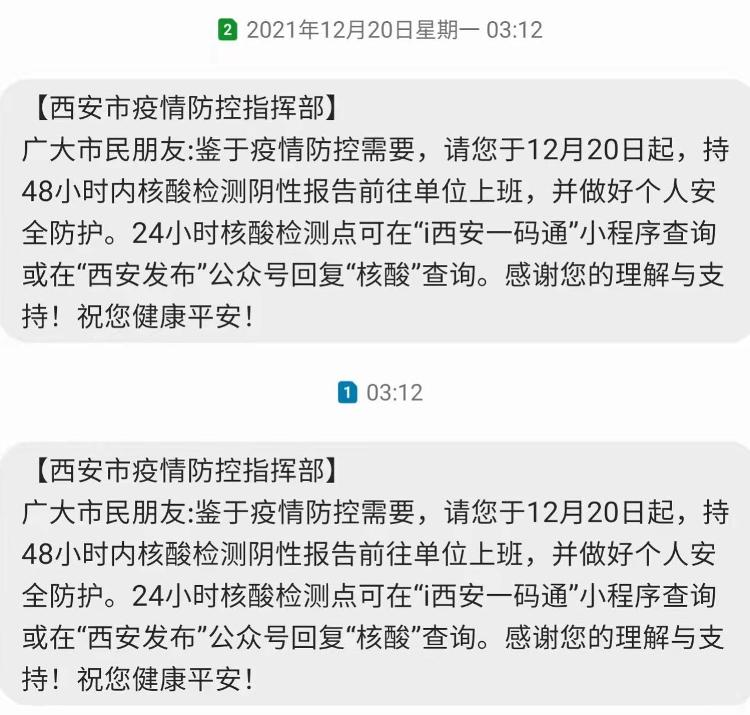 2 2021年12月20日星期一 03:12
【西安市疫情防控指挥部】
广大市民朋友:鉴于疫情防控需要，请您于12月20日起，持
48小时内核酸检测阴性报告前往单位上班，并做好个人安
全防护。24小时核酸检测点可在“i西安一码通”小程序查询
或在“西安发布”公众号回复“核酸”查询。感谢您的理解与支
持！祝您健康平安！
1 03:12
【西安市疫情防控指挥部】
广大市民朋友:鉴于疫情防控需要，请您于12月20日起，持
48小时内核酸检测阴性报告前往单位上班，并做好个人安
全防护。24小时核酸检测点可在“i西安一码通”小程序查询
或在“西安发布”公众号回复“核酸”查询。感谢您的理解与支
持！祝您健康平安！